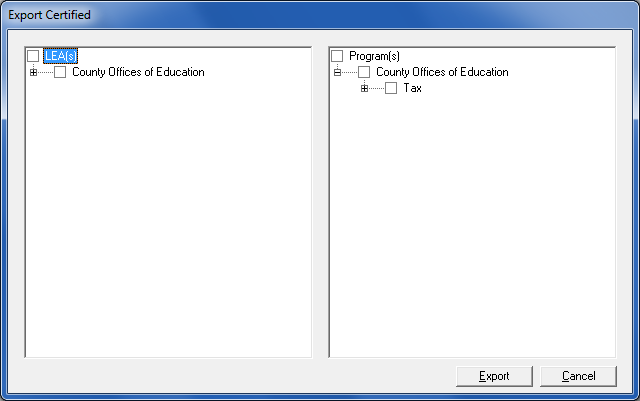 Export Certified
LEA(s)
County Offices of Education
Program(s)
County Offices of Education
Tax
Export
Cancel